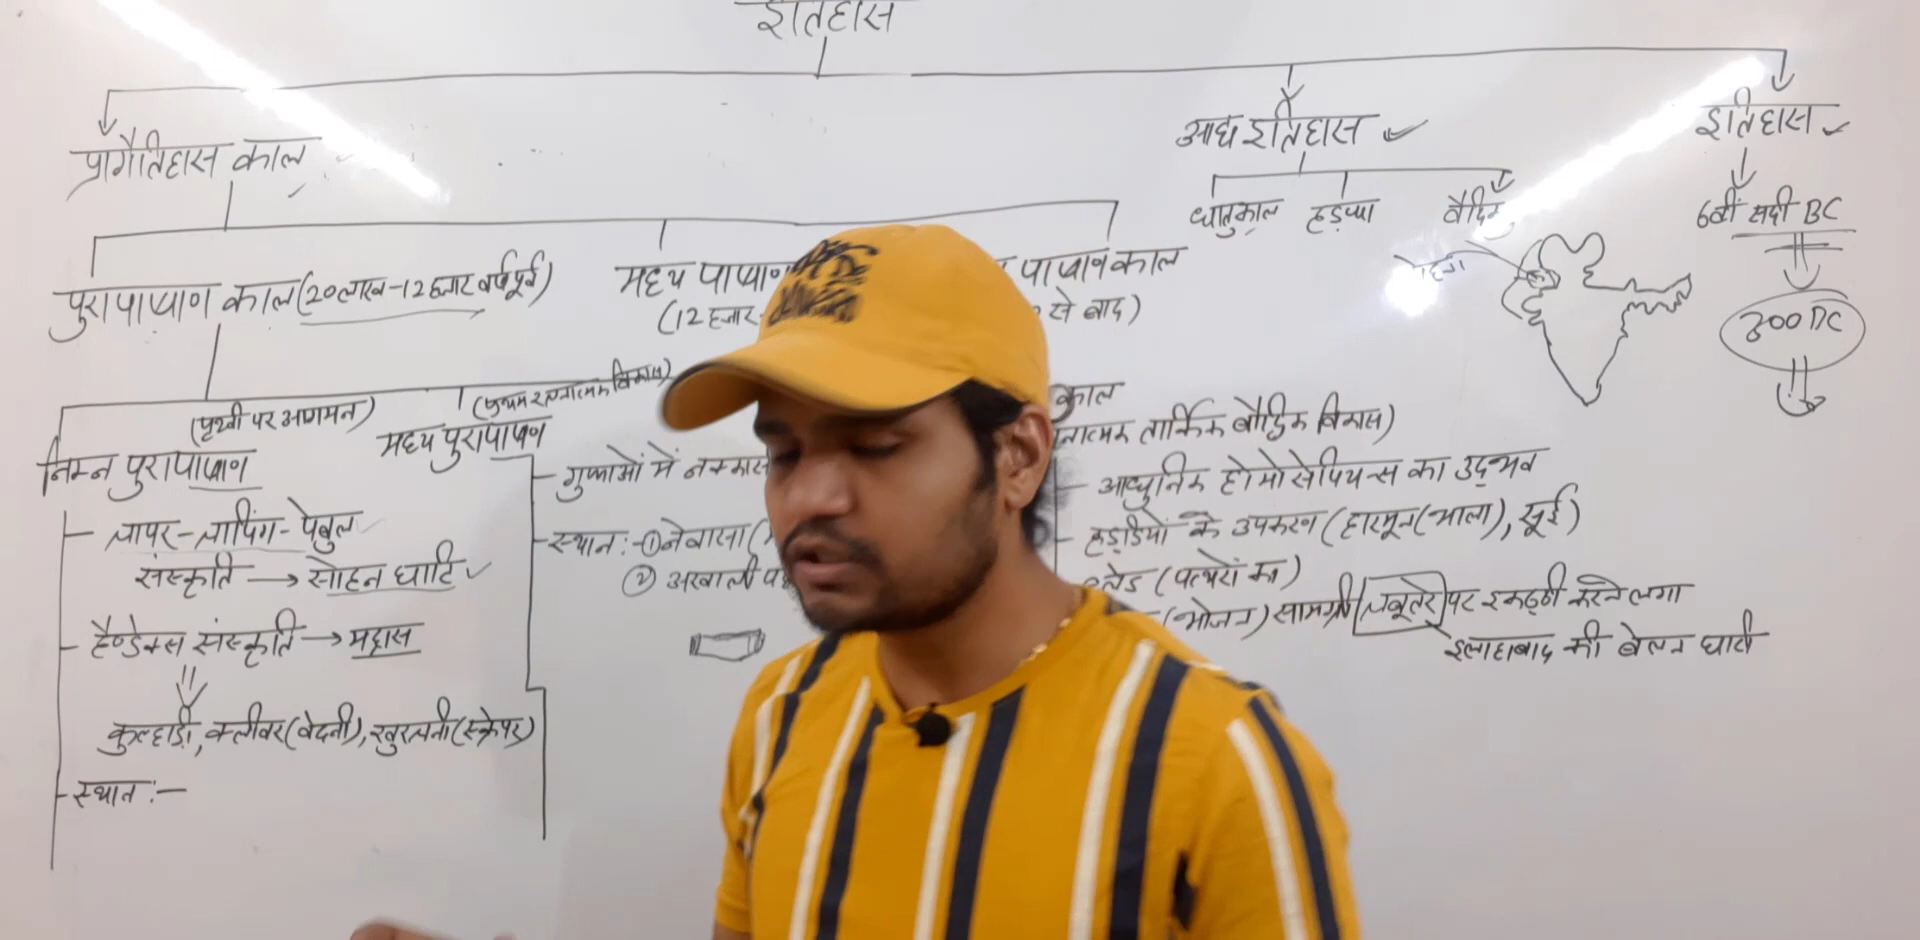 इतिहास
प्रागैतिहास काल
आद्य इतिहास
इतिहास
धातुकाल हड़प्पा वैदिक
6वीं सदी BC
300 BC
पुरापाषाण काल (20लाख-12हजार वर्षपूर्व)
मध्य पाषाण
(12हजार-
पाषाणकाल
से बाद)
(पृथ्वी पर आगमन)
निम्न पुरापाषाण
चापर-चापिंग-पेबुल
संस्कृति → सोहन घाटि
हैण्डेक्स संस्कृति → मद्रास
कुल्हाड़ी, क्लीवर(वेदनी), खुरचनी(स्क्रेपर)
स्थान :-
मध्य पुरापाषाण
गुफाओं में नक्कास
स्थान :- ① नेवासा (
②
काल
तार्किक बौद्धिक विकास)
आधुनिक होमोसेपियन्स का उद्भव
हड्डीयों के उपकरण (हारपून(भाला), सूई)
(पत्थरों का)
(भोजन) सामग्री चबूतरे पर इकट्ठी करने लगा
इलाहाबाद की बेलन घाटी